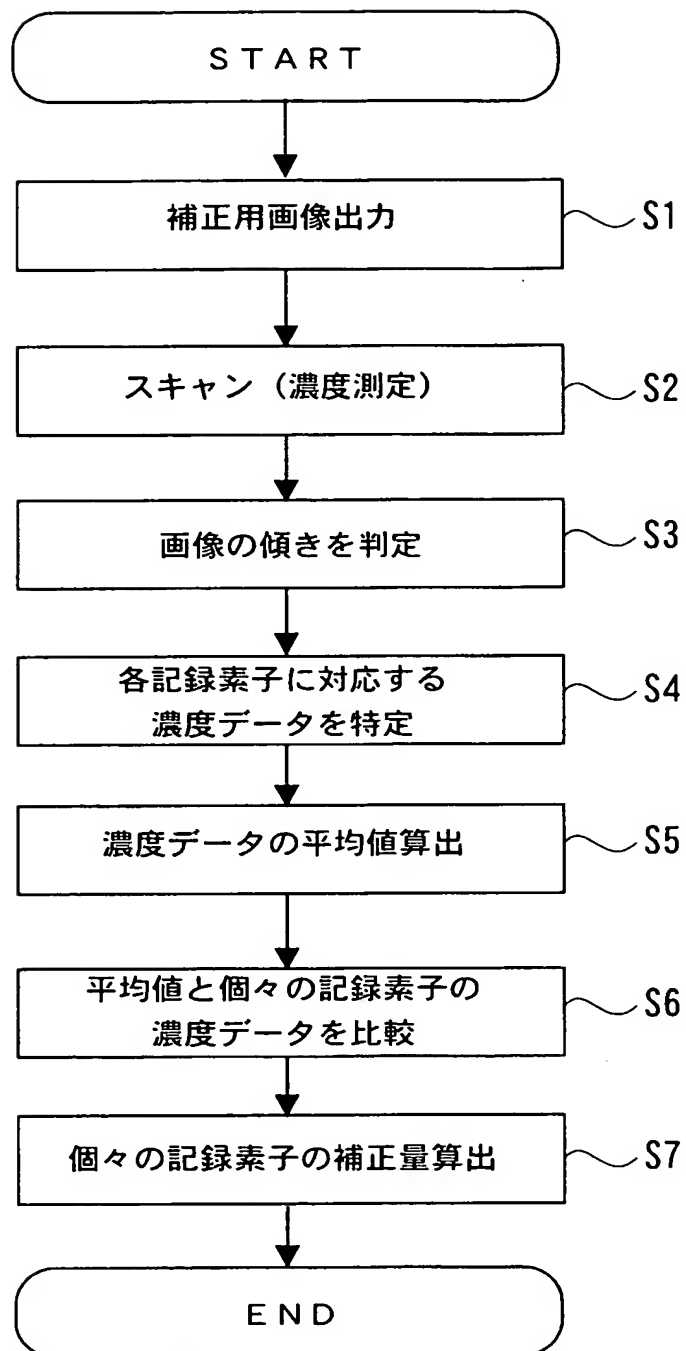 START
補正用画像出力
S1
スキャン（濃度測定）
S2
画像の傾きを判定
S3
各記録素子に対応する
濃度データを特定
S4
濃度データの平均値算出
S5
平均値と個々の記録素子の
濃度データを比較
S6
個々の記録素子の補正量算出
S7
END